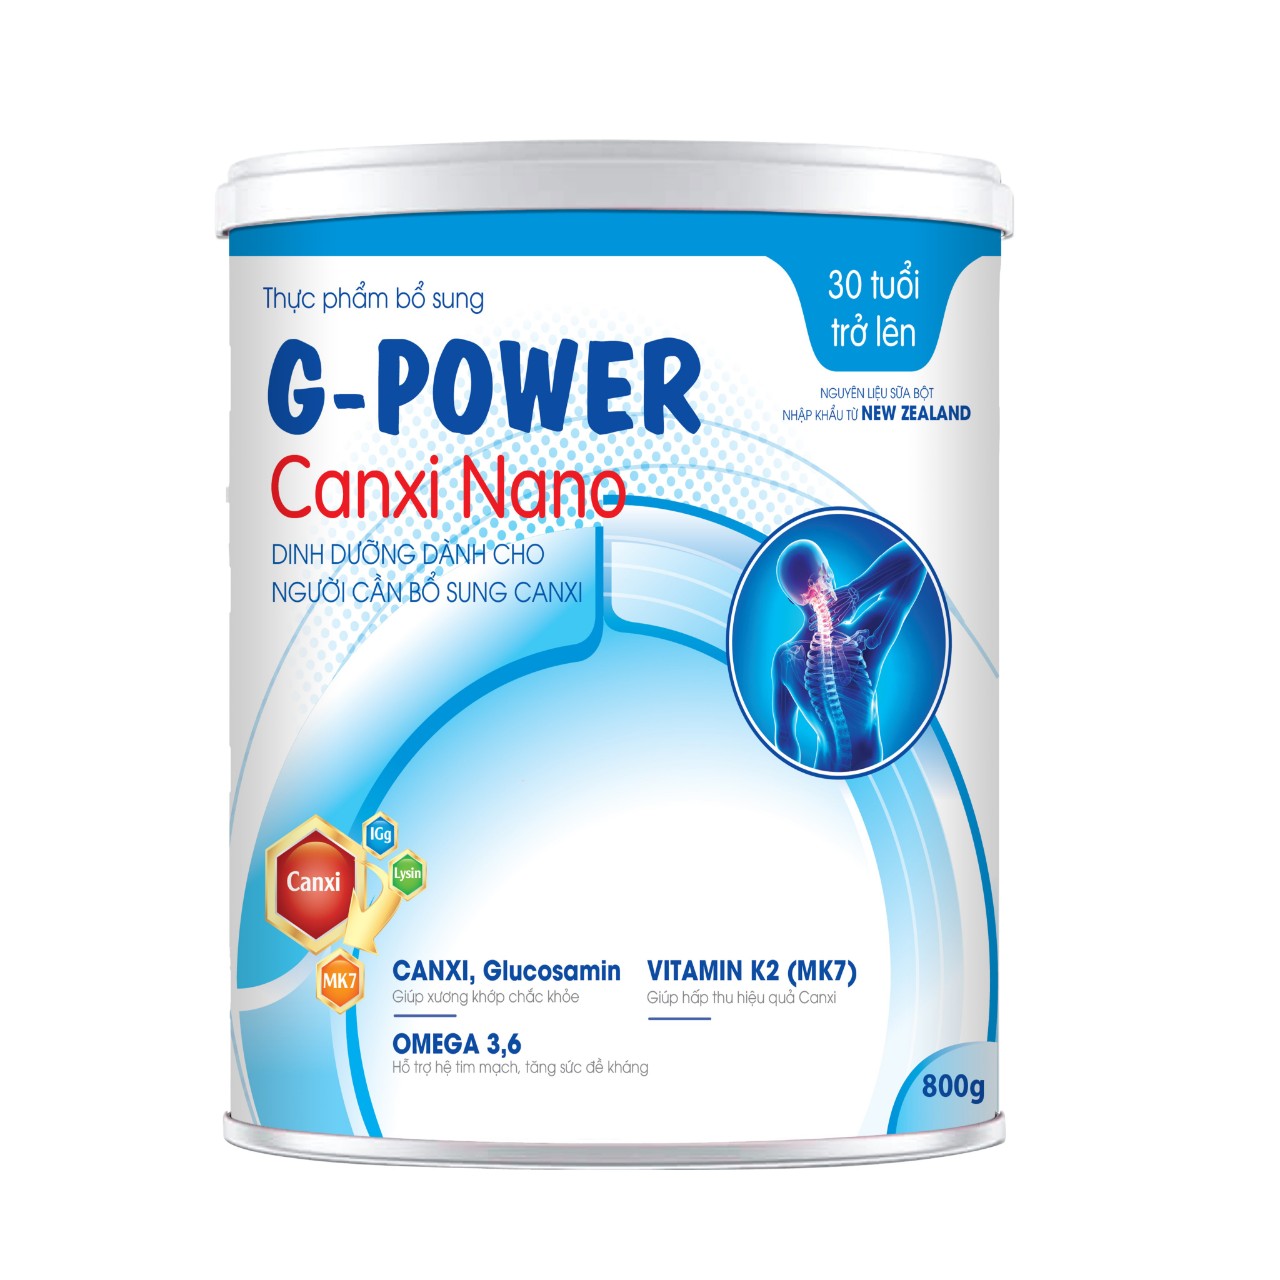 Thực phẩm bổ sung
30 tuổi
trở lên
G-POWER
NGUYÊN LIỆU SỮA BỘT
NHẬP KHẨU TỪ NEW ZEALAND
Canxi Nano
DINH DƯỠNG DÀNH CHO
NGƯỜI CẦN BỔ SUNG CANXI
IGg
Canxi
Lysin
MK7
CANXI, Glucosamin
Giúp xương khớp chắc khỏe
VITAMIN K2 (MK7)
Giúp hấp thu hiệu quả Canxi
OMEGA 3,6
Hỗ trợ hệ tim mạch, tăng sức đề kháng
800g